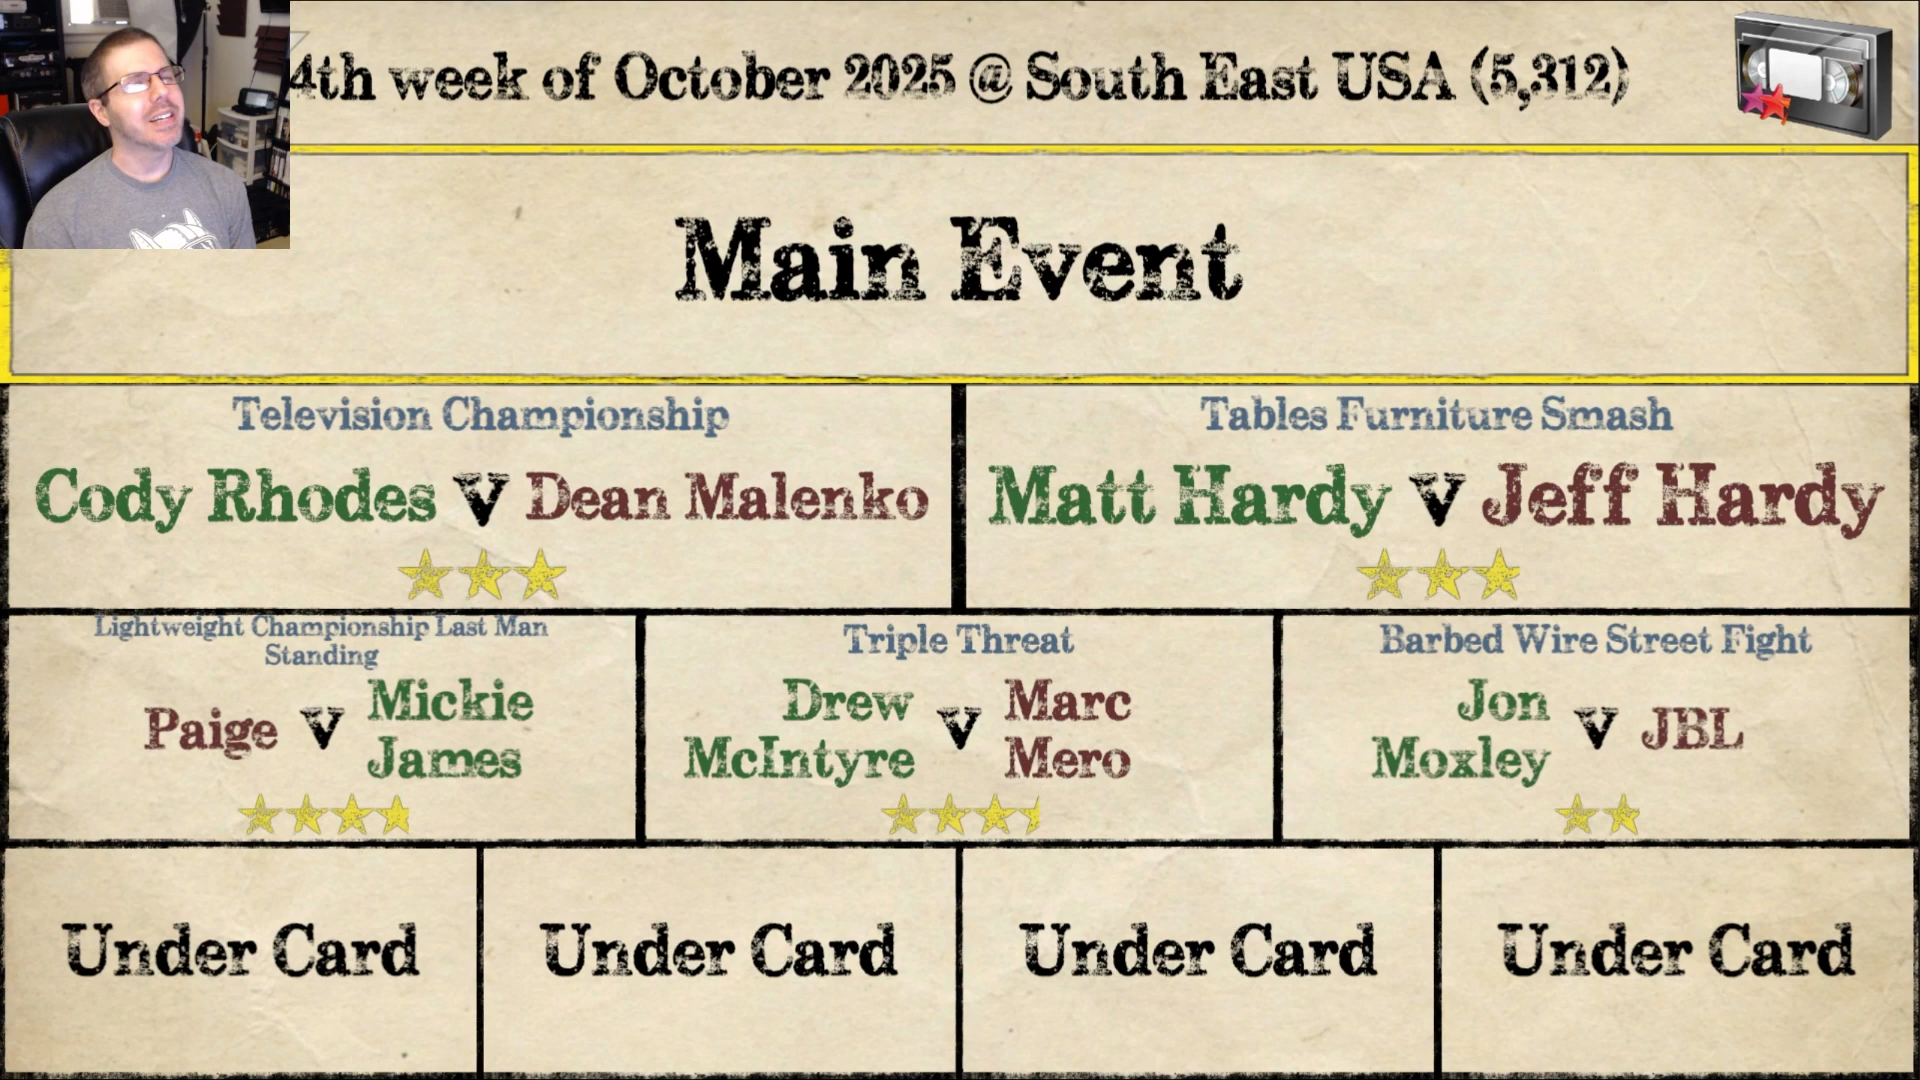 4th week of October 2025 @ South East USA (5,312)
Main Event
Television Championship
Cody Rhodes V Dean Malenko
Tables Furniture Smash
Matt Hardy V Jeff Hardy
Lightweight Championship Last Man
Standing
Paige V Mickie
James
Triple Threat
Drew
McIntyre V Marc
Mero
Barbed Wire Street Fight
Jon
Moxley V JBL
Under Card
Under Card
Under Card
Under Card